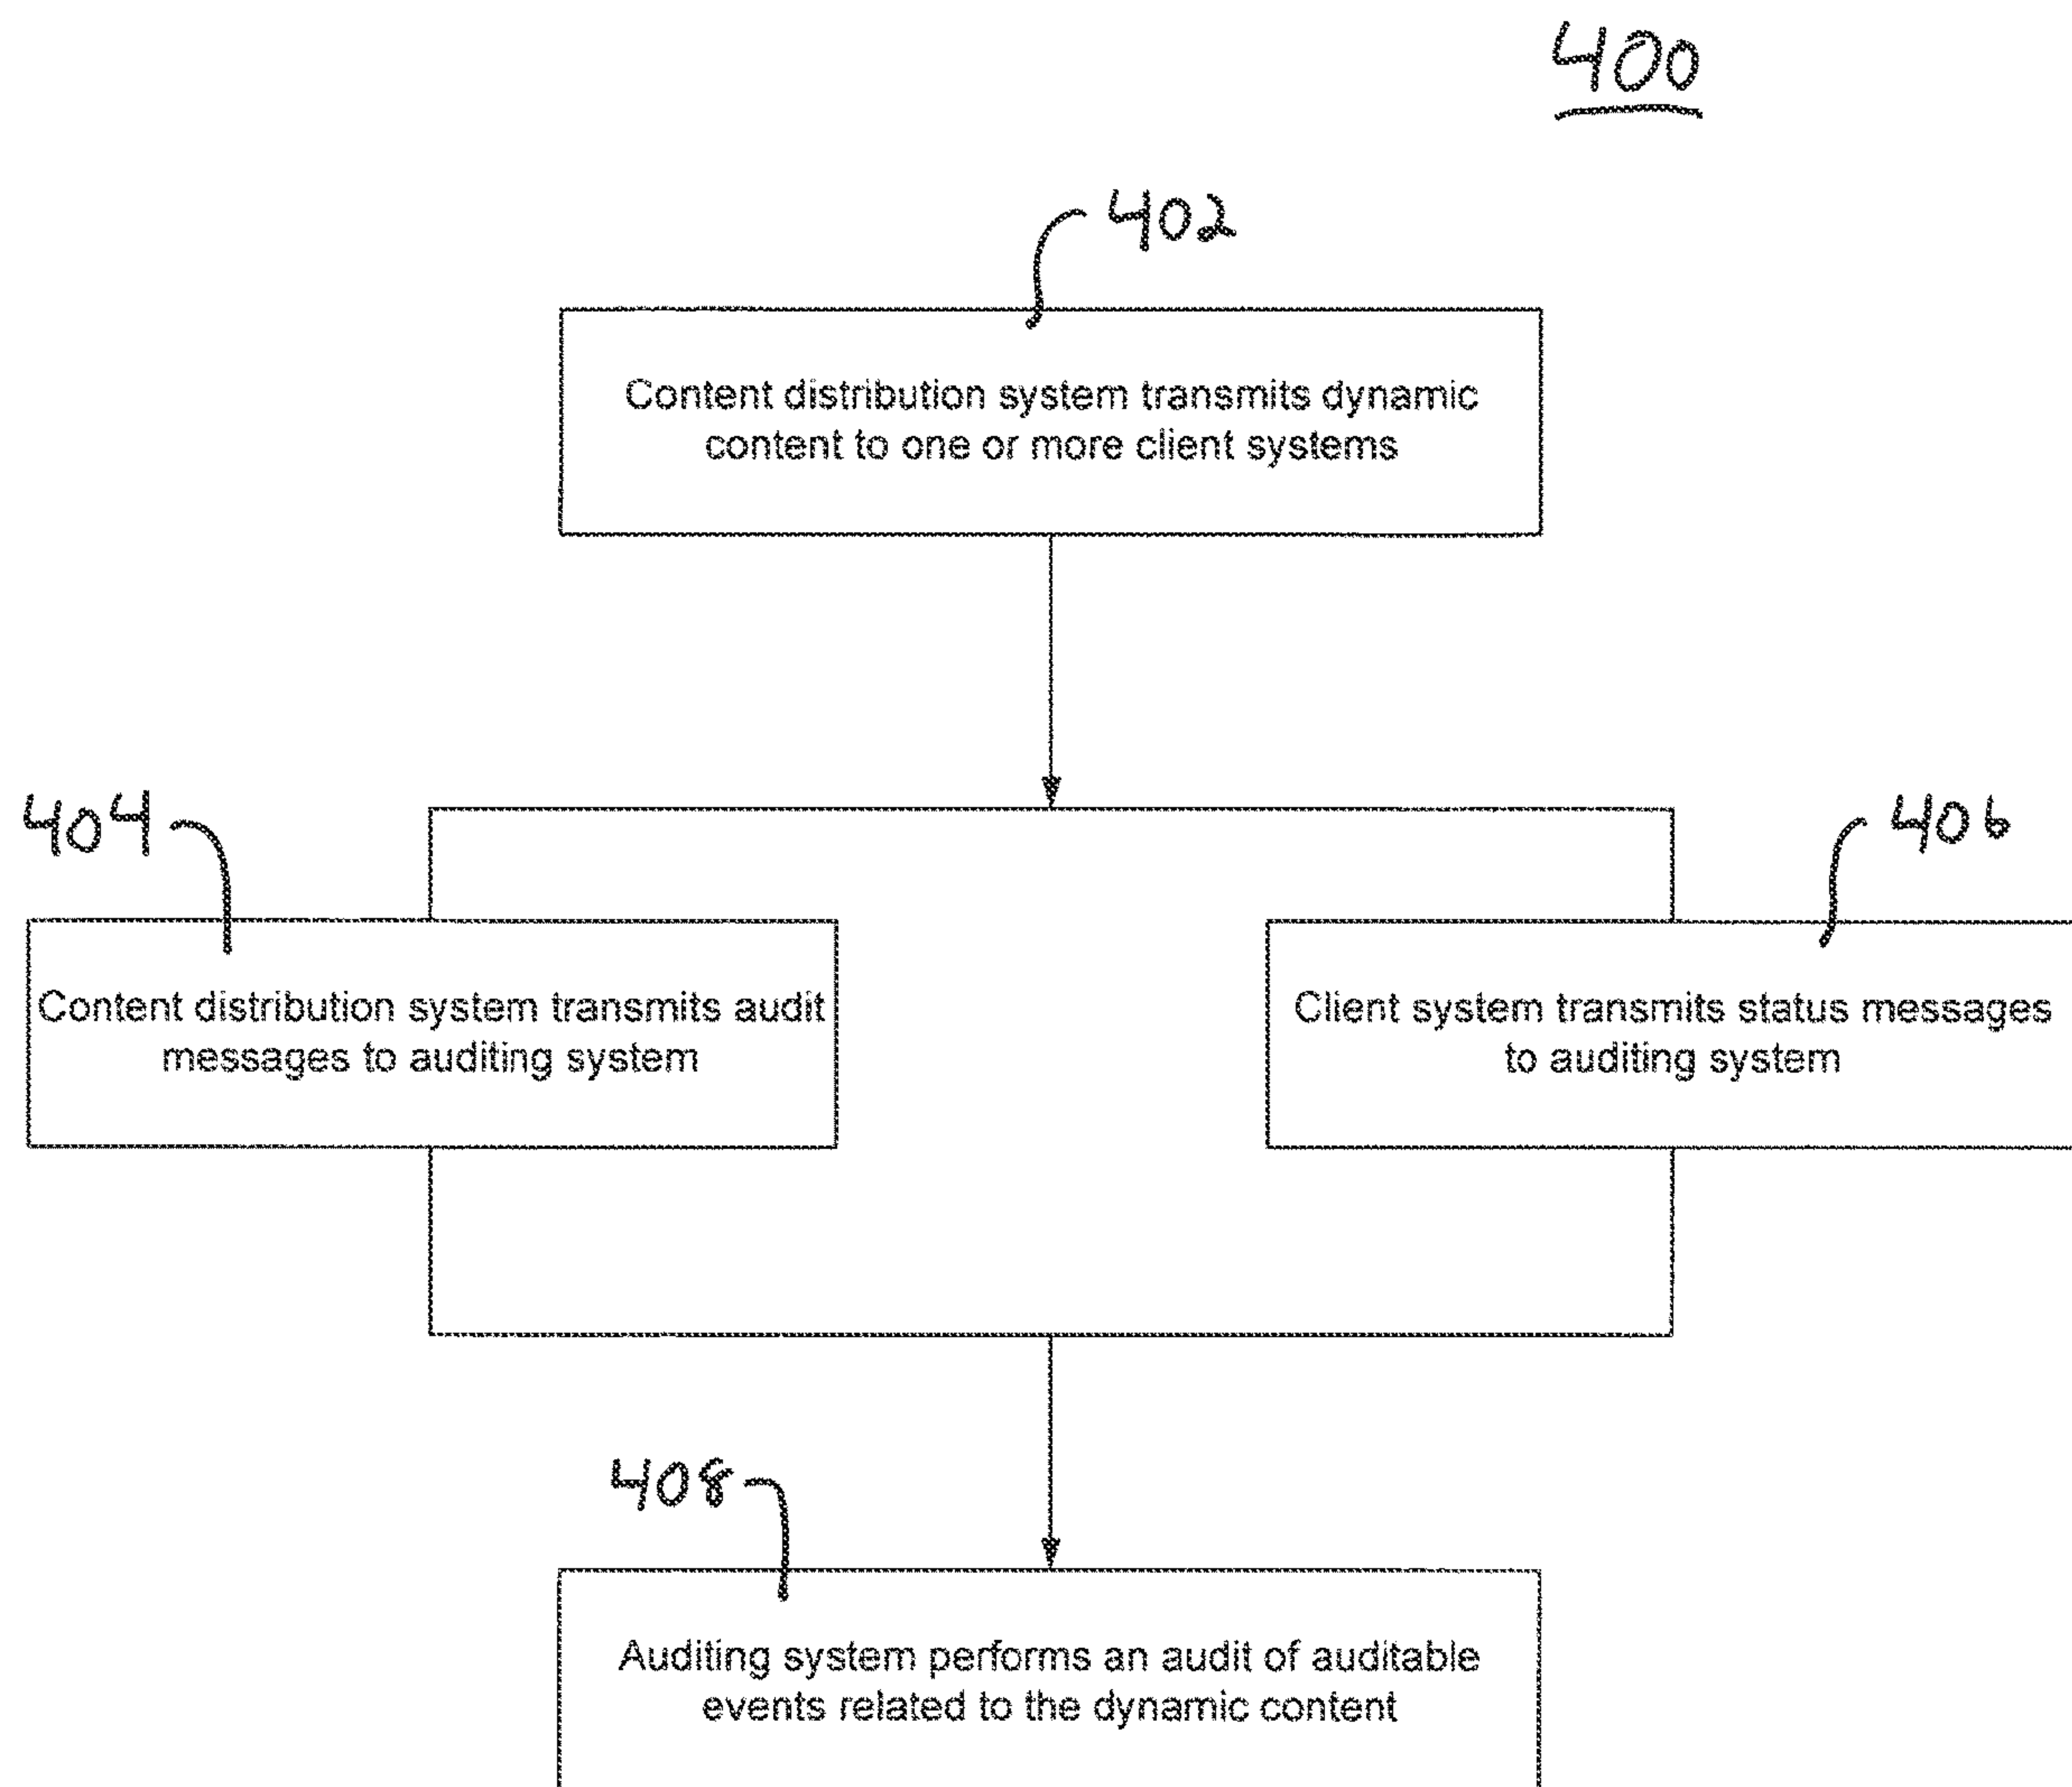 400
402
Content distribution system transmits dynamic
content to one or more client systems
404
406
Content distribution system transmits audit
messages to auditing system
Client system transmits status messages
to auditing system
408
Auditing system performs an audit of auditable
events related to the dynamic content